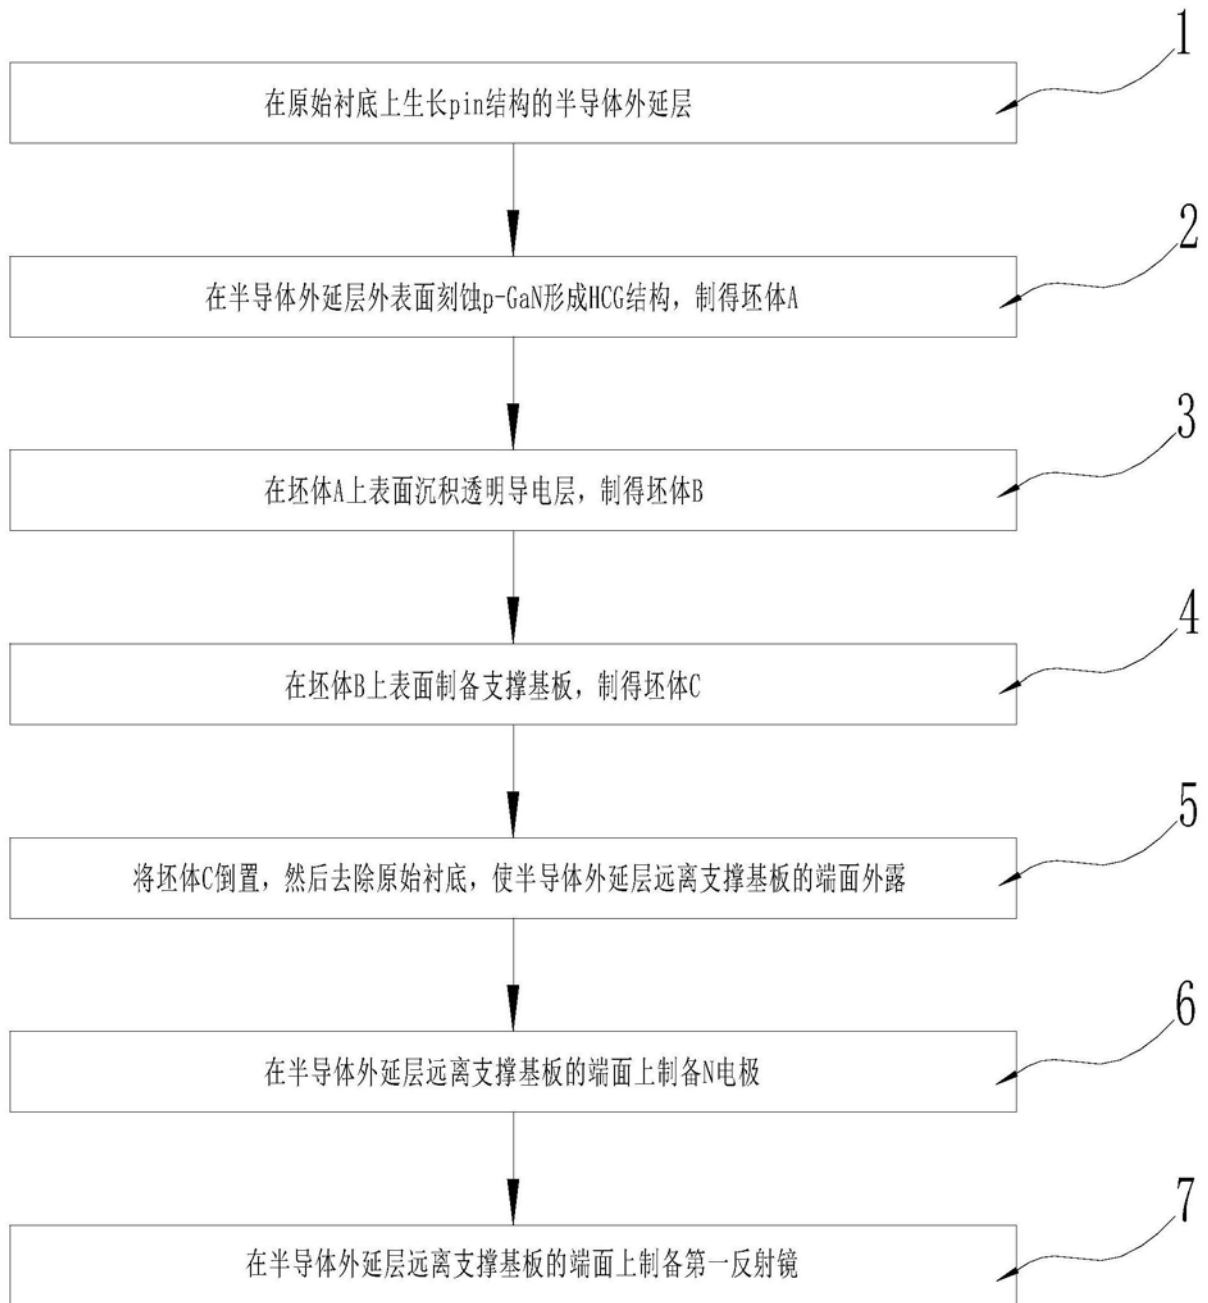 1
在原始衬底上生长pin结构的半导体外延层
2
在半导体外延层外表面刻蚀p-GaN形成HCG结构，制得坯体A
3
在坯体A上表面沉积透明导电层，制得坯体B
4
在坯体B上表面制备支撑基板，制得坯体C
5
将坯体C倒置，然后去除原始衬底，使半导体外延层远离支撑基板的端面外露
6
在半导体外延层远离支撑基板的端面上制备N电极
7
在半导体外延层远离支撑基板的端面上制备第一反射镜